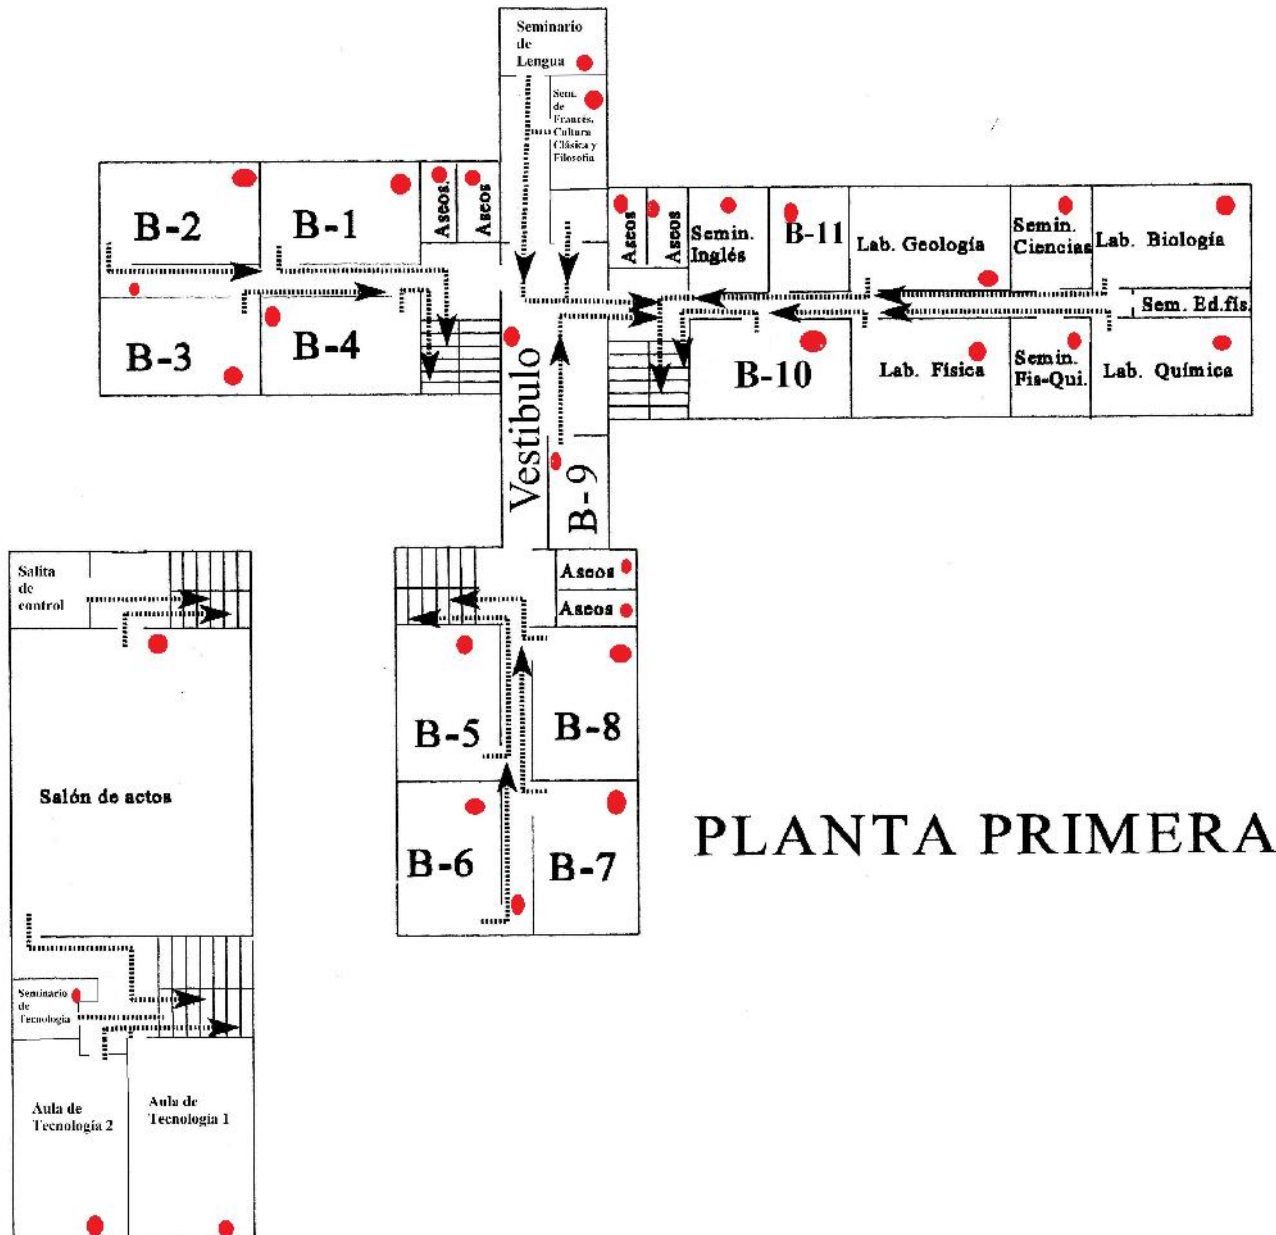 Seminario
de
Lengua
Sem.
de
Francés,
Cultura
Clásica y
Filosofía
B-2
B-1
Aseos.
Aseos
Aseos
Aseos
Semin.
Inglés
B-11
Lab. Geología
Semin.
Ciencias
Lab. Biología
Sem. Ed.fis.
B-3
B-4
Vestíbulo
B-10
Lab. Física
Semin.
Fis-Qui.
Lab. Química
B-9
Aseos
Aseos
Salita
de
control
B-5
B-8
Salón de actos
B-6
B-7
PLANTA PRIMERA
Seminario
de
Tecnología
Aula de
Tecnología 2
Aula de
Tecnología 1